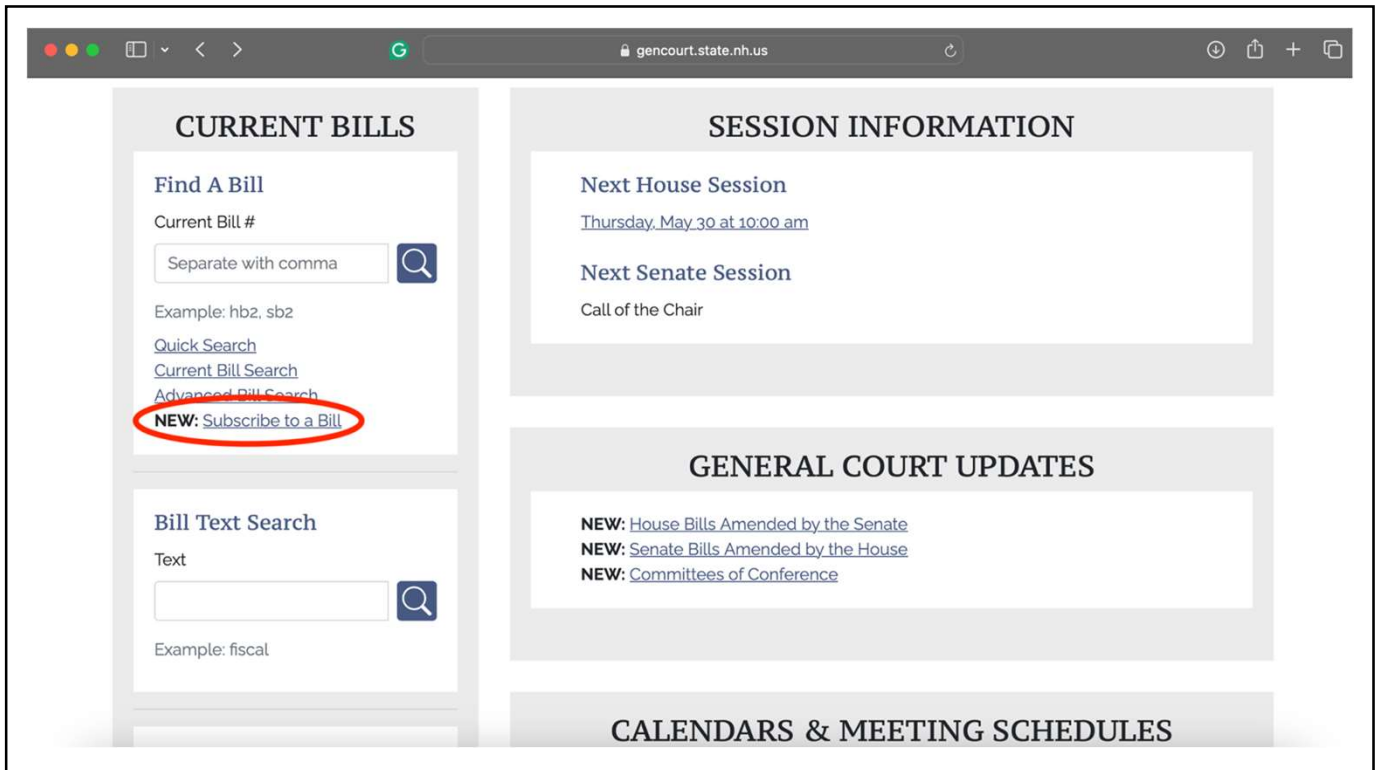 gencourt.state.nh.us
CURRENT BILLS
Find A Bill
Current Bill #
Separate with comma
Example: hb2, sb2
Quick Search
Current Bill Search
Advanced Bill Search
NEW: Subscribe to a Bill
Bill Text Search
Text
Example: fiscal
SESSION INFORMATION
Next House Session
Thursday, May 30 at 10:00 am
Next Senate Session
Call of the Chair
GENERAL COURT UPDATES
NEW: House Bills Amended by the Senate
NEW: Senate Bills Amended by the House
NEW: Committees of Conference
CALENDARS & MEETING SCHEDULES